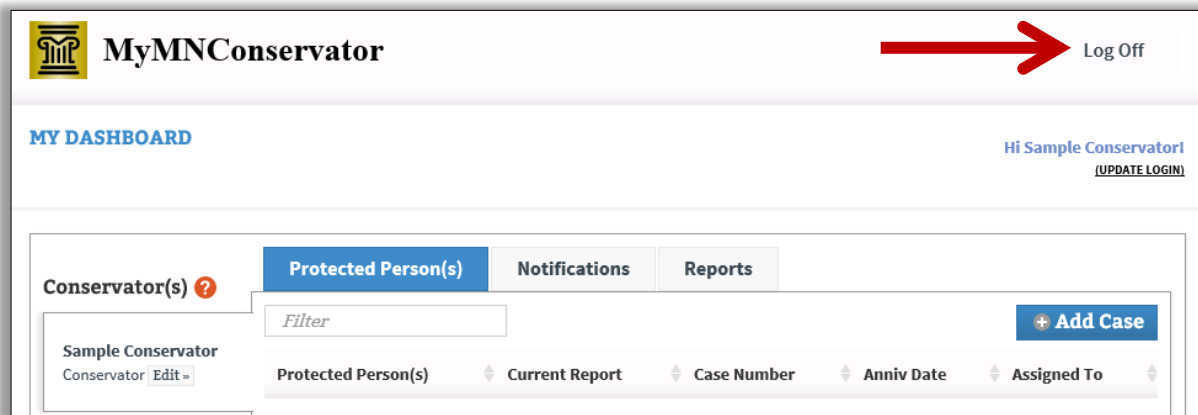 MyMNConservator
Log Off
MY DASHBOARD
Hi Sample Conservator!
(UPDATE LOGIN)
Conservator(s) ?
Protected Person(s) Notifications Reports
Filter
+ Add Case
Sample Conservator
Conservator Edit »
Protected Person(s) Current Report Case Number Anniv Date Assigned To